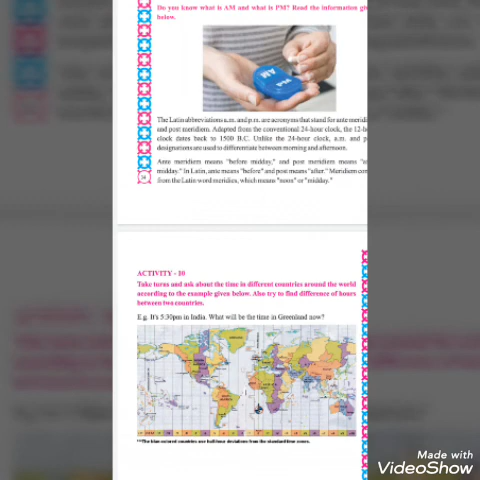 Do you know what is AM and what is PM? Read the information
below.
AM
PM
The Latin abbreviations a.m. and p.m. are acronyms that stand for ante
and post meridiem. Adapted from the conventional 24-hour clock, the
clock dates back to 1500 B.C. Unlike the 24-hour clock, a.m. and
designations are used to differentiate between morning and afternoon.
Ante meridiem means "before midday," and post meridiem means
midday." In Latin, ante means "before" and post means "after." Meridiem
from the Latin word meridies, which means "noon" or "midday."
34
ACTIVITY - 10
Take turns and ask about the time in different countries around the world
according to the example given below. Also try to find difference of hours
between two countries.
E.g. It's 5:30pm in India. What will be the time in Greenland now?
**The blue colored countries use half-hour deviations from the standard time zones.
Made with
VideoShow